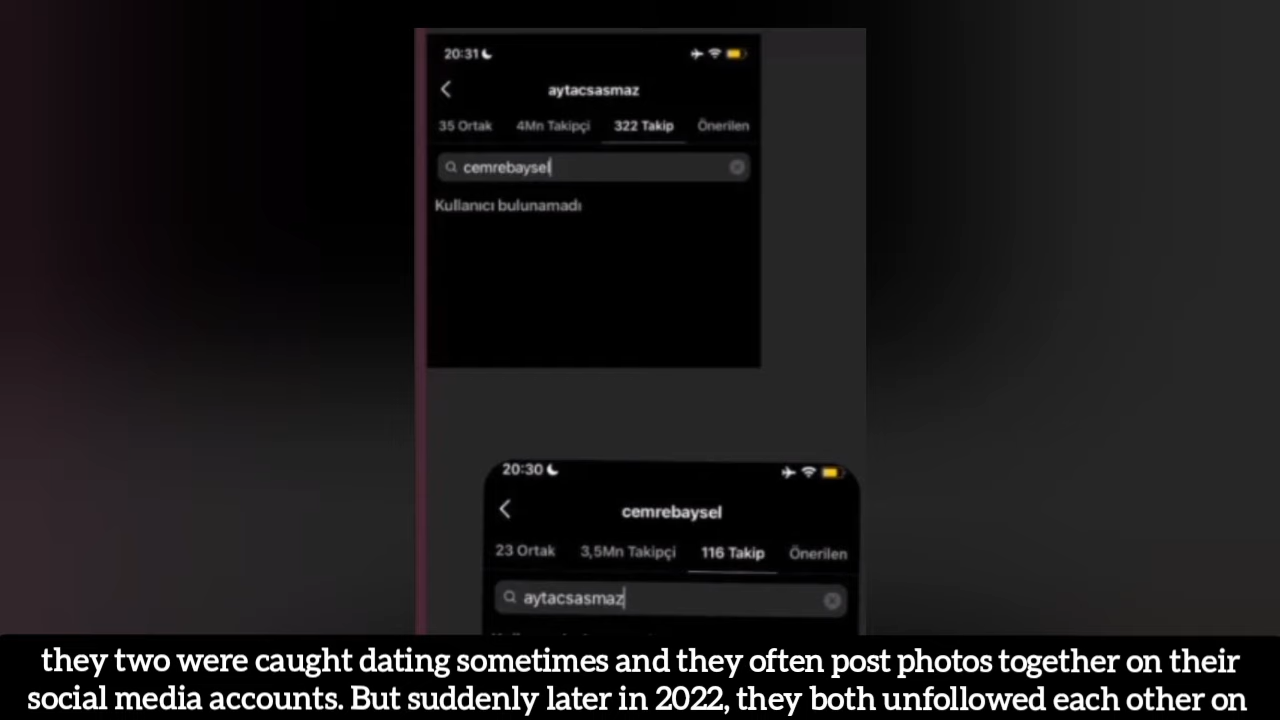 20:31
aytacsasmaz
35 Ortak 4Mn Takipçi 322 Takip Önerilen
cemrebaysel
Kullanıcı bulunamadı
20:30
cemrebaysel
23 Ortak 3,5Mn Takipçi 116 Takip Önerilen
aytacsasmaz
they two were caught dating sometimes and they often post photos together on their
social media accounts. But suddenly later in 2022, they both unfollowed each other on